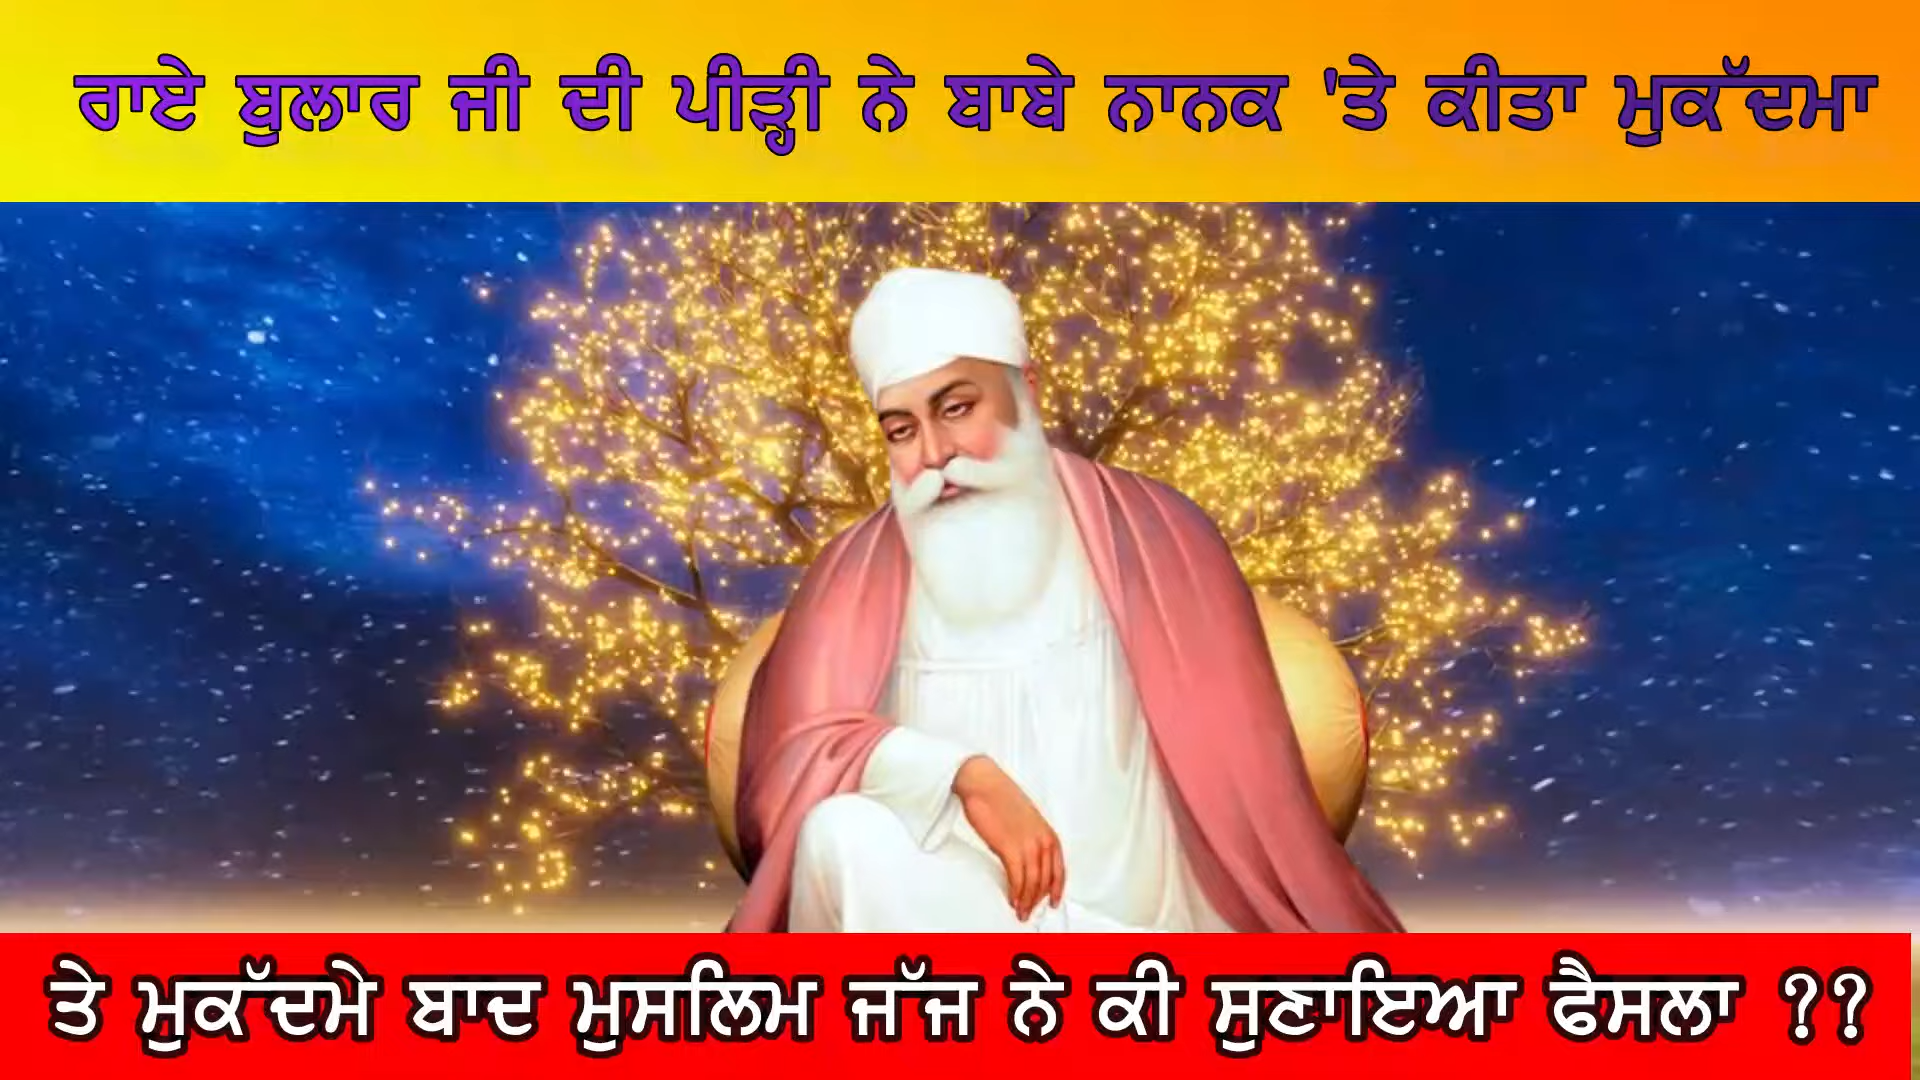 ਰਾਏ ਬੁਲਾਰ ਜੀ ਦੀ ਪੀੜ੍ਹੀ ਨੇ ਬਾਬੇ ਨਾਨਕ 'ਤੇ ਕੀਤਾ ਮੁਕੱਦਮਾ
ਤੇ ਮੁਕੱਦਮੇ ਬਾਦ ਮੁਸਲਿਮ ਜੱਜ ਨੇ ਕੀ ਸੁਣਾਇਆ ਫੈਸਲਾ ??